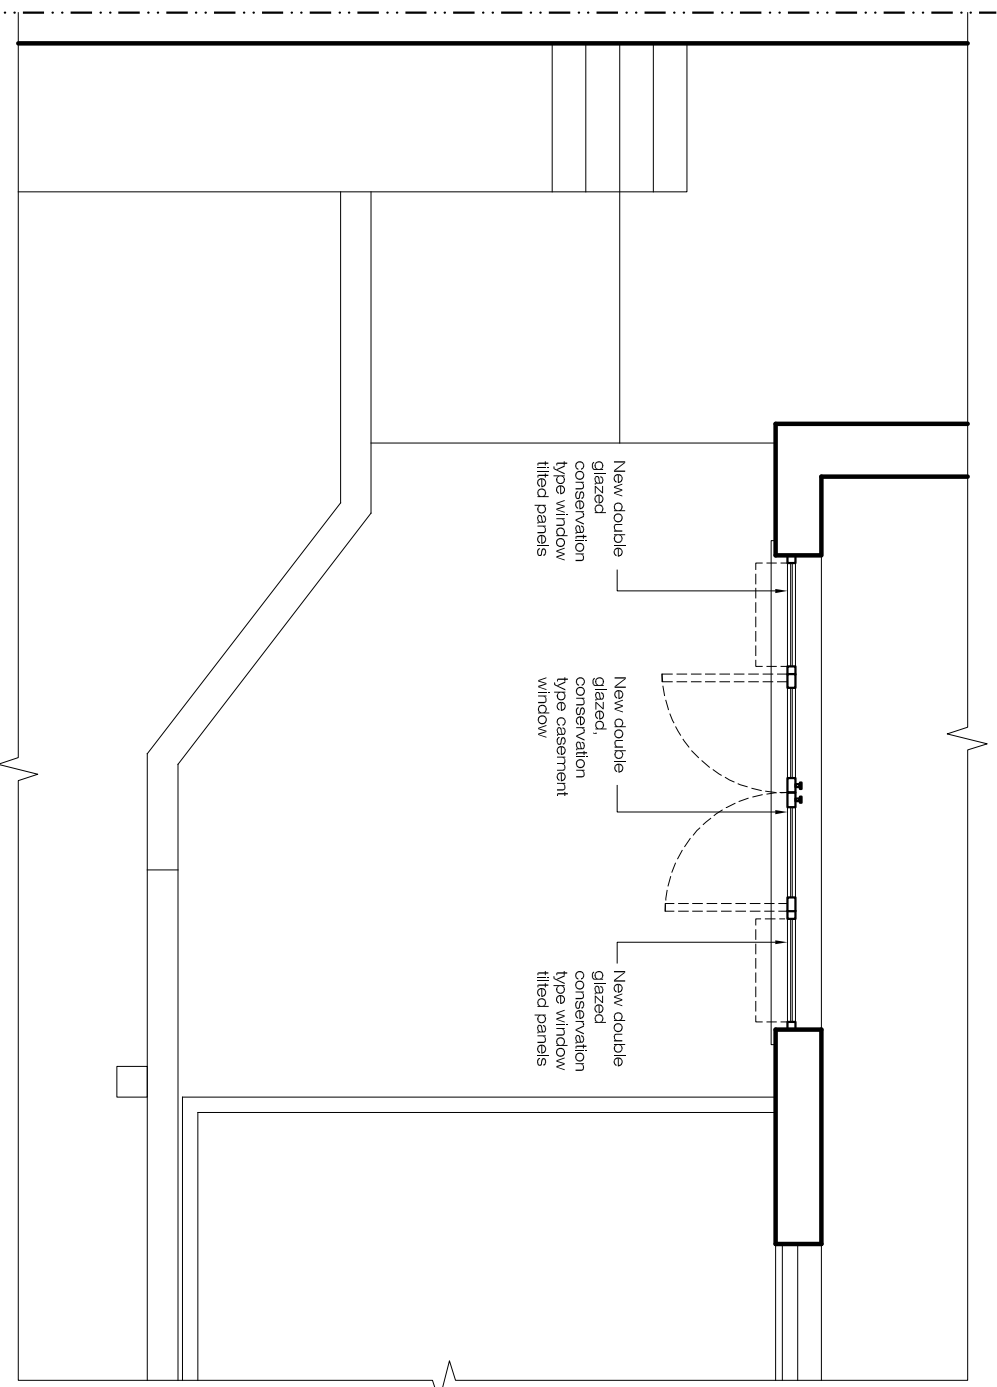 New double
glazed
conservation
type window
tilted panels
New double
glazed,
conservation
type casement
window
New double
glazed
conservation
type window
tilted panels